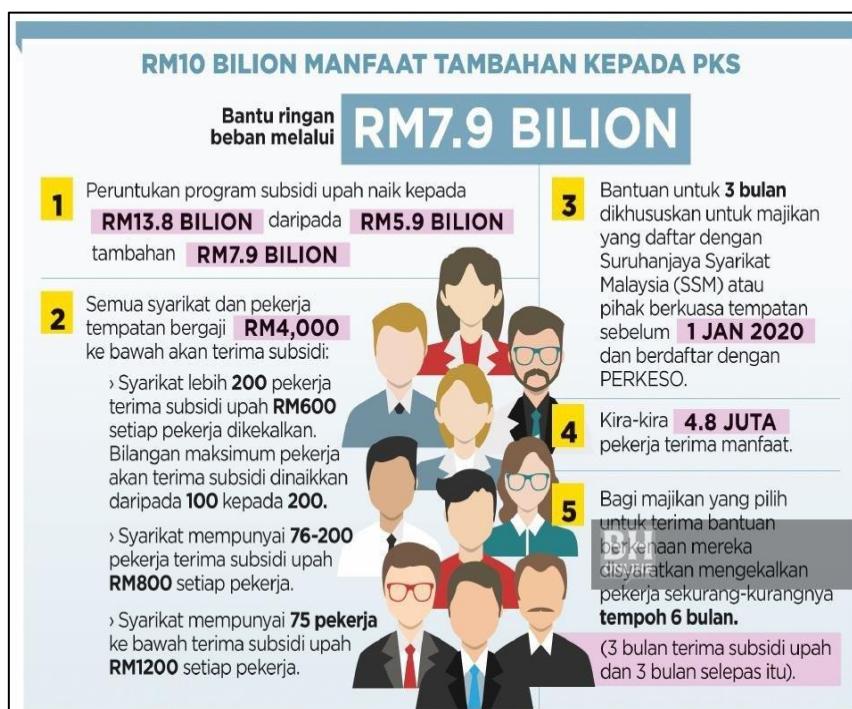 RM10 BILION MANFAAT TAMBAHAN KEPADA PKS
Bantu ringan
beban melalui
RM7.9 BILION
1
Peruntukan program subsidi upah naik kepada
RM13.8 BILION daripada RM5.9 BILION
tambahan RM7.9 BILION
2
Semua syarikat dan pekerja
tempatan bergaji RM4,000
ke bawah akan terima subsidi:
› Syarikat lebih 200 pekerja
terima subsidi upah RM600
setiap pekerja dikekalkan.
Bilangan maksimum pekerja
akan terima subsidi dinaikkan
daripada 100 kepada 200.
› Syarikat mempunyai 76-200
pekerja terima subsidi upah
RM800 setiap pekerja.
› Syarikat mempunyai 75 pekerja
ke bawah terima subsidi upah
RM1200 setiap pekerja.
3
Bantuan untuk 3 bulan
dikhususkan untuk majikan
yang daftar dengan
Suruhanjaya Syarikat
Malaysia (SSM) atau
pihak berkuasa tempatan
sebelum 1 JAN 2020
dan berdaftar dengan
PERKESO.
4
Kira-kira 4.8 JUTA
pekerja terima manfaat.
5
Bagi majikan yang pilih
untuk terima bantuan
berkenaan mereka
disyaratkan mengekalkan
pekerja sekurang-kurangnya
tempoh 6 bulan.
(3 bulan terima subsidi upah
dan 3 bulan selepas itu).
BH
ONLINE